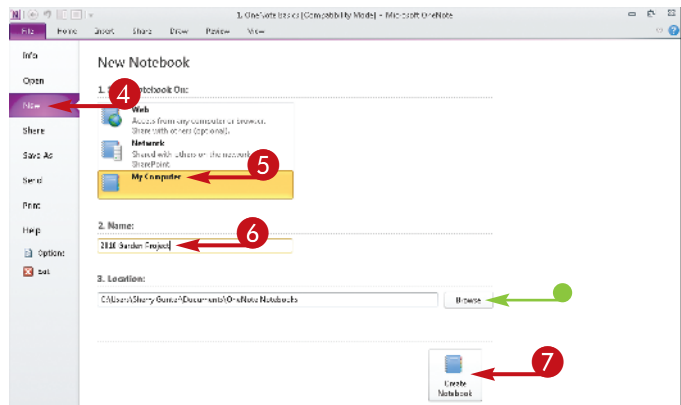 1. OneNote basics [Compatibility Mode] - Microsoft OneNote
File Home Insert Share Draw Review View
Info
Open
New
Share
Save As
Send
Print
Help
Options
Exit
New Notebook
4
1. Notebook On:
Web
Access from any computer or browser.
Share with others (optional).
Network
Shared with others on the network
SharePoint
5
My Computer
2. Name:
6
2010 Garden Project
3. Location:
C:\Users\Sherry Gunter\Documents\OneNote Notebooks
Browse
7
Create
Notebook